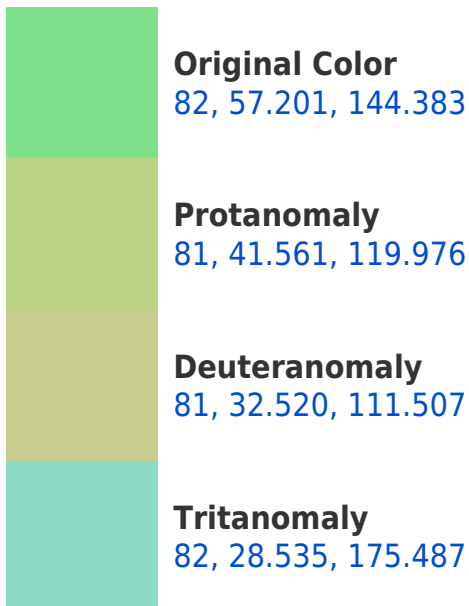 Original Color
82, 57.201, 144.383
Protanomaly
81, 41.561, 119.976
Deuteranomaly
81, 32.520, 111.507
Tritanomaly
82, 28.535, 175.487